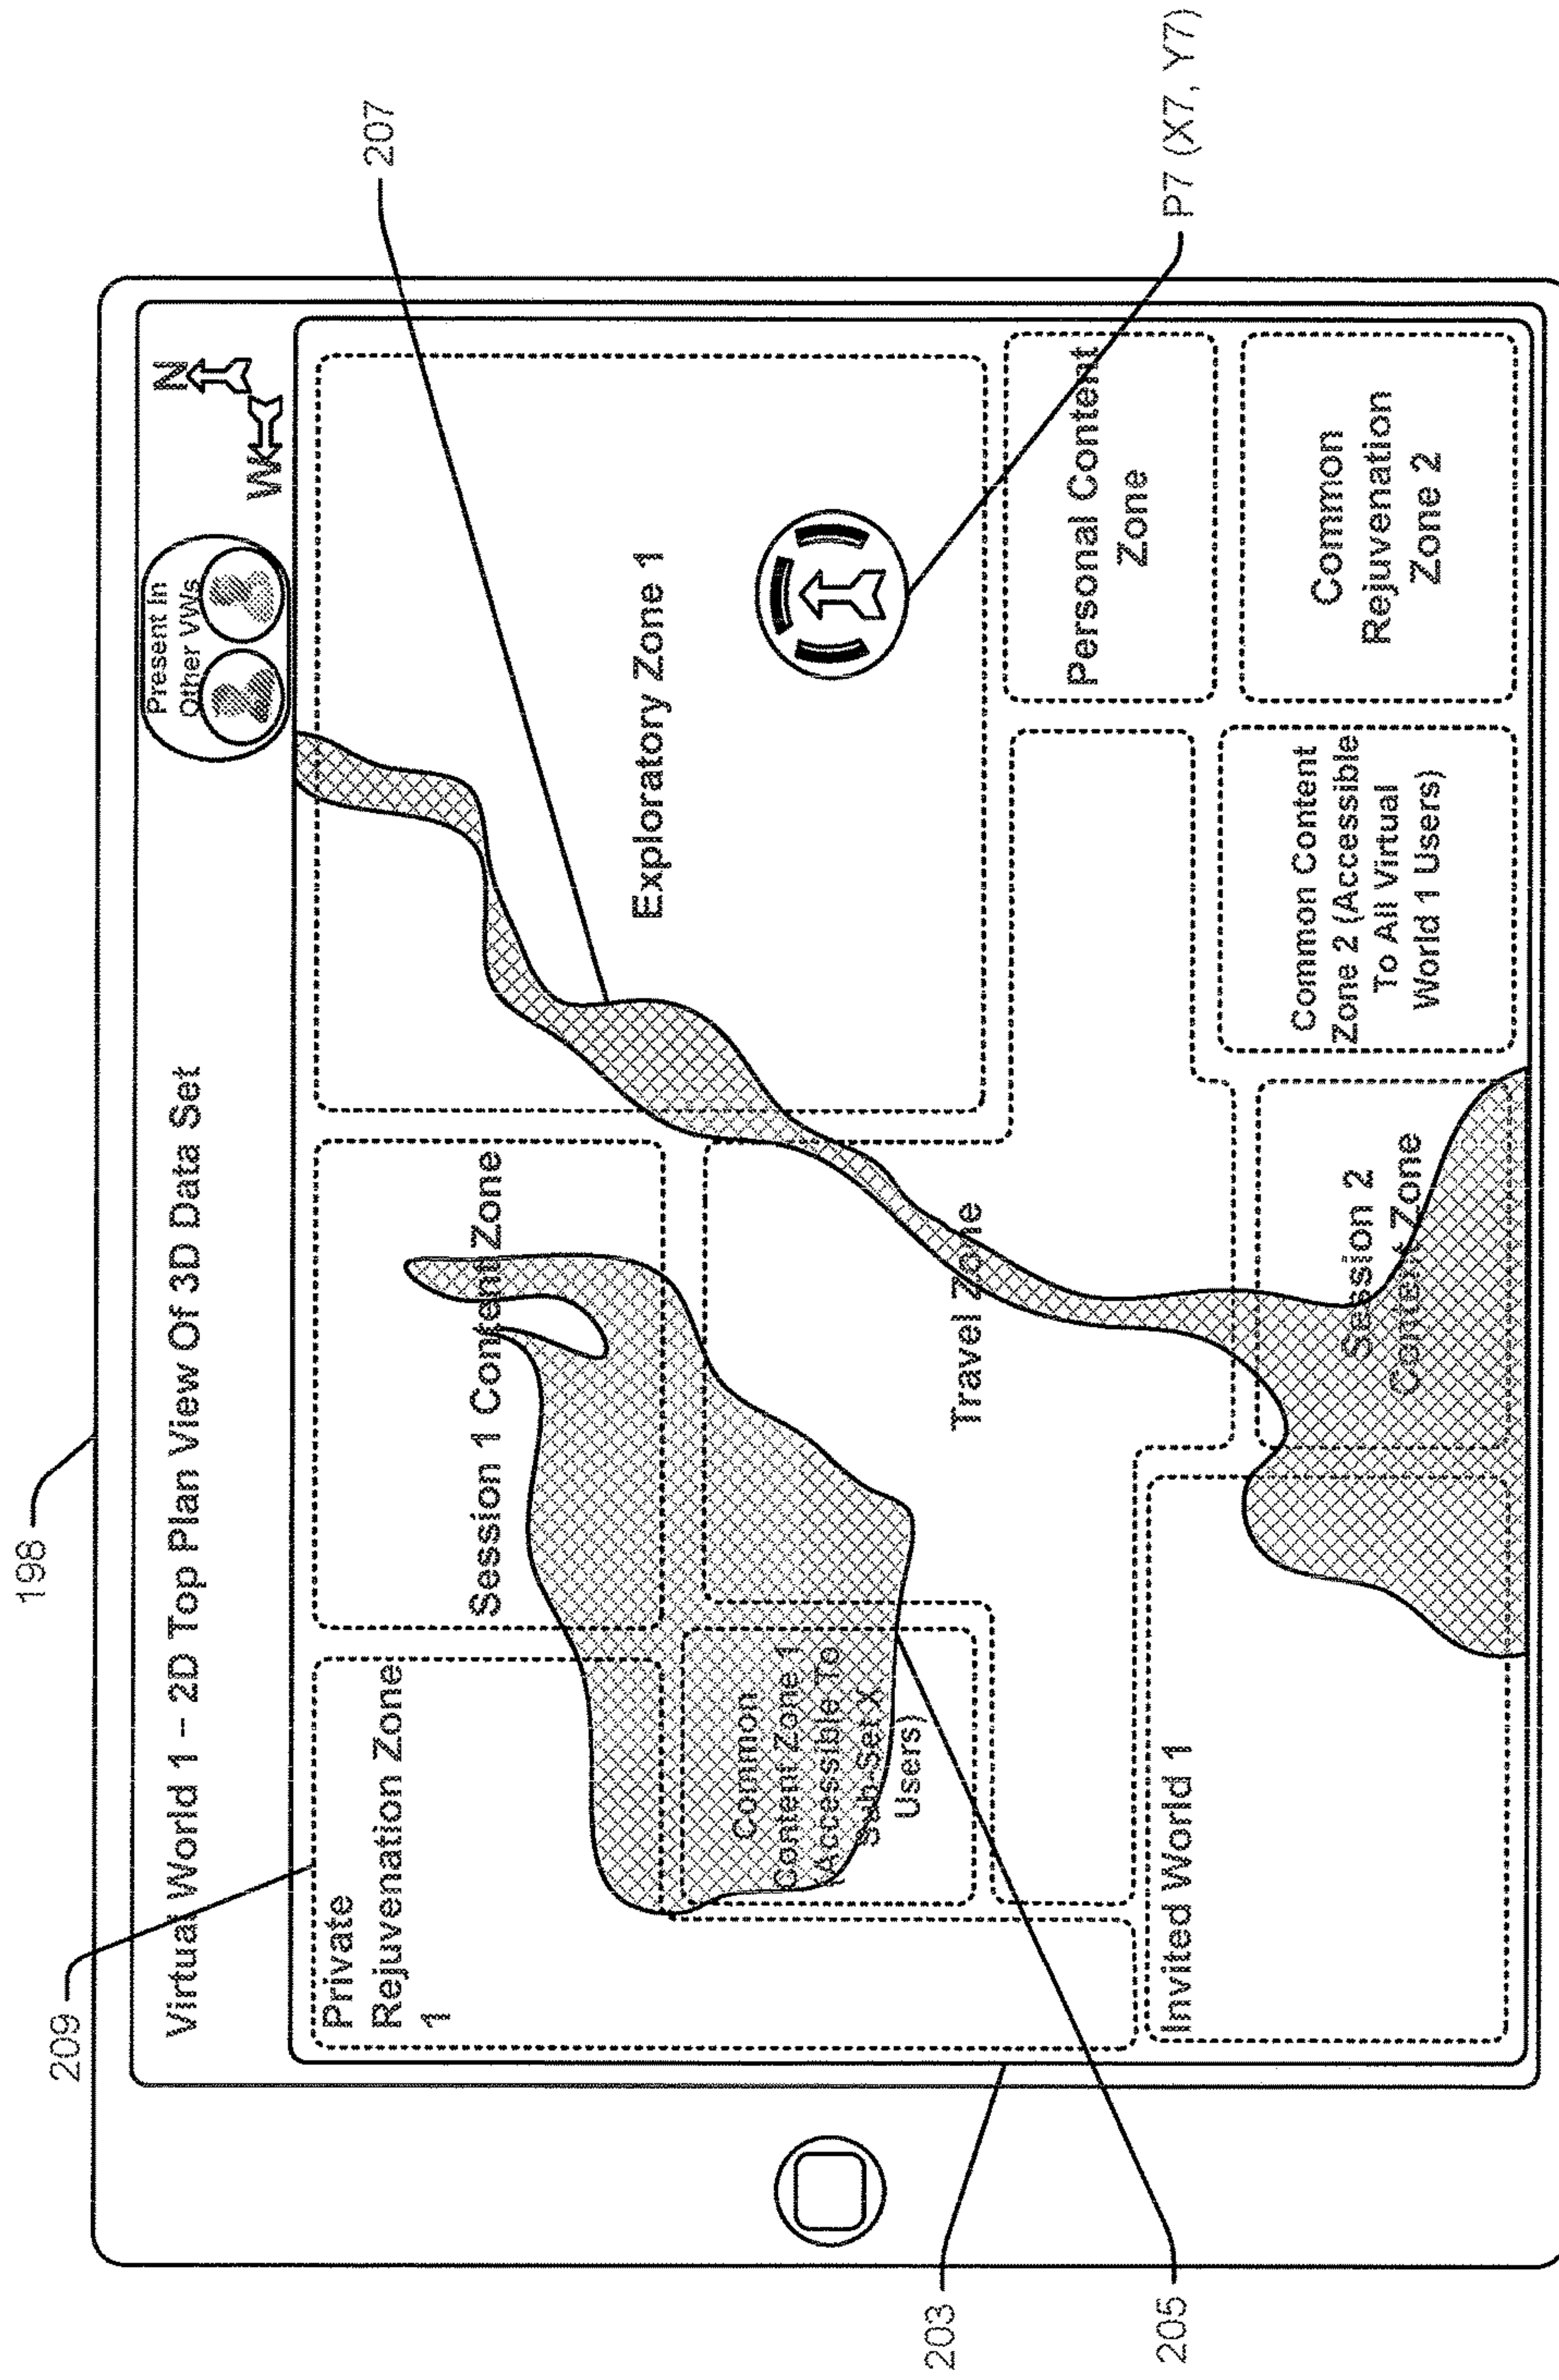 198
209
Virtual World 1 -- 2D Top Plan View Of 3D Data Set
Present In
Other VWs
N
W
207
Private
Rejuvenation Zone
1
Session 1 Content Zone
Exploratory Zone 1
Common
Content Zone 1
(Accessible To
Sub-Set X
Users)
Travel Zone
Personal Content
Zone
203
205
P7 (X7, Y7)
Invited World 1
Session 2
Content Zone
Common Content
Zone 2 (Accessible
To All Virtual
World 1 Users)
Common
Rejuvenation
Zone 2